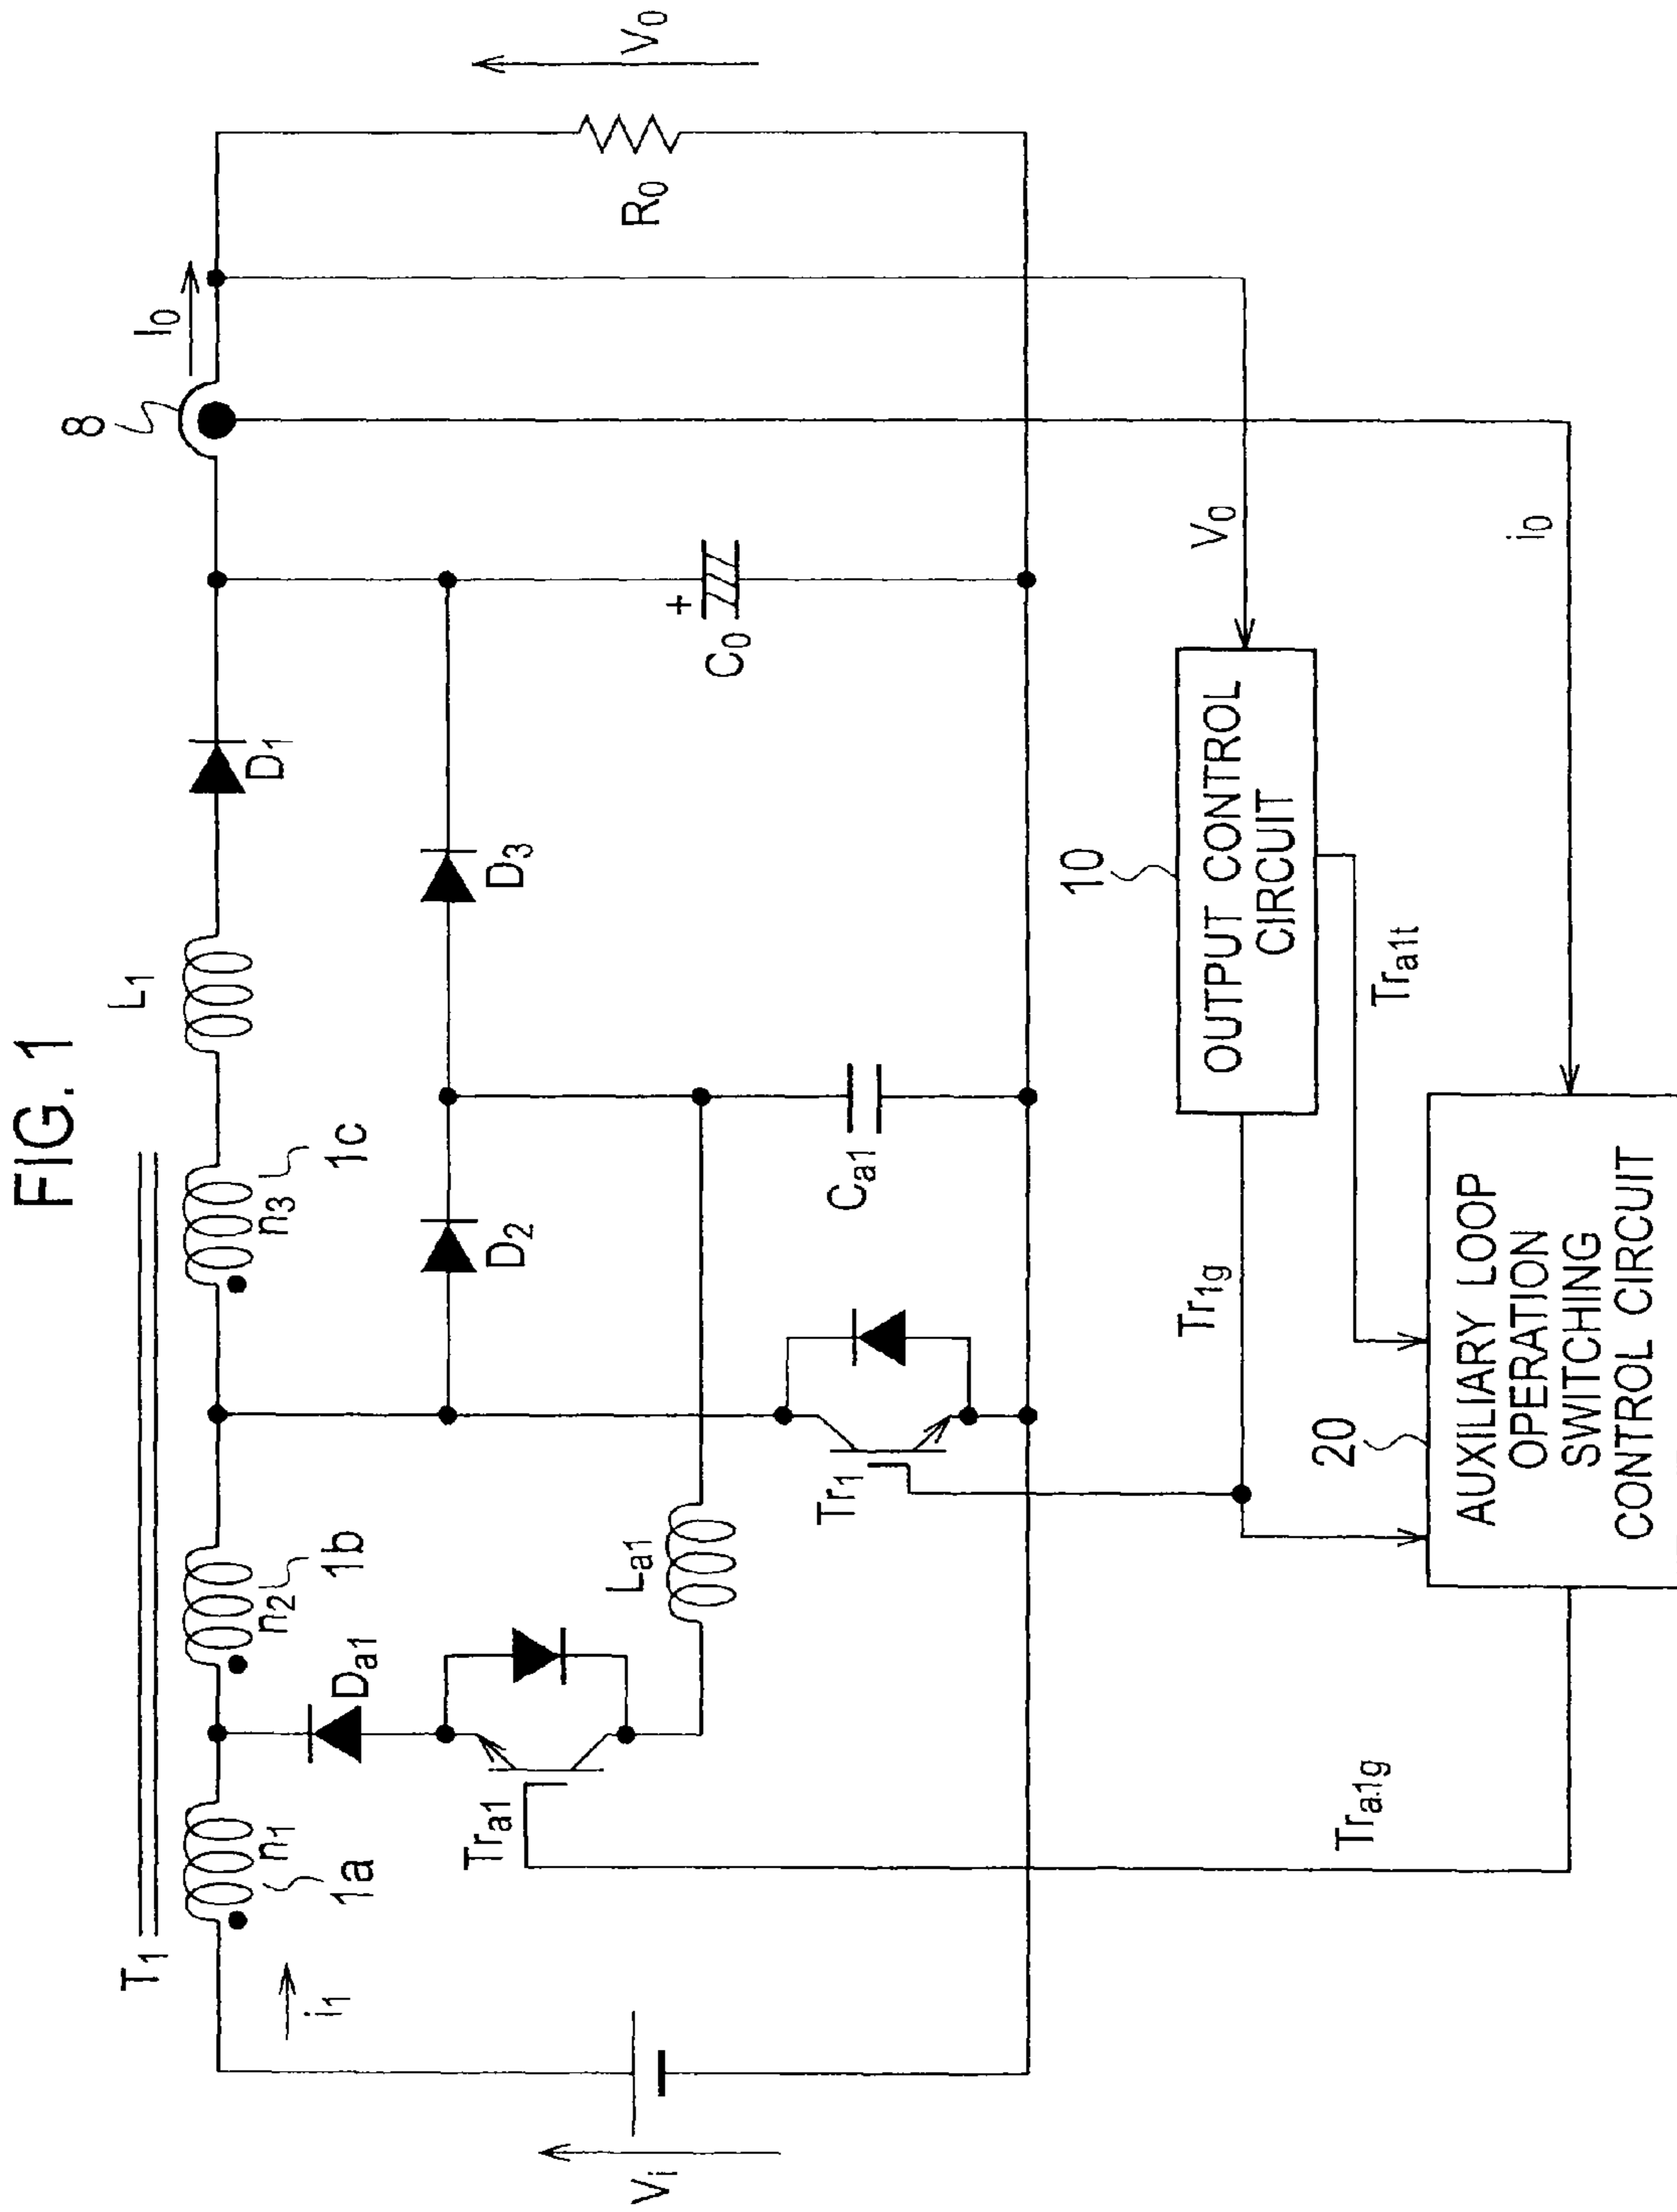 FIG. 1
T1
i1
Vi
n1
1a
n2
1b
n3
1c
L1
D1
8
I0
V0
R0
Da1
Tra1
La1
D2
D3
Tr1
Ca1
+
C0
Tr1g
10
OUTPUT CONTROL
CIRCUIT
V0
Tra1t
i0
20
AUXILIARY LOOP
OPERATION
SWITCHING
CONTROL CIRCUIT
Tra1g